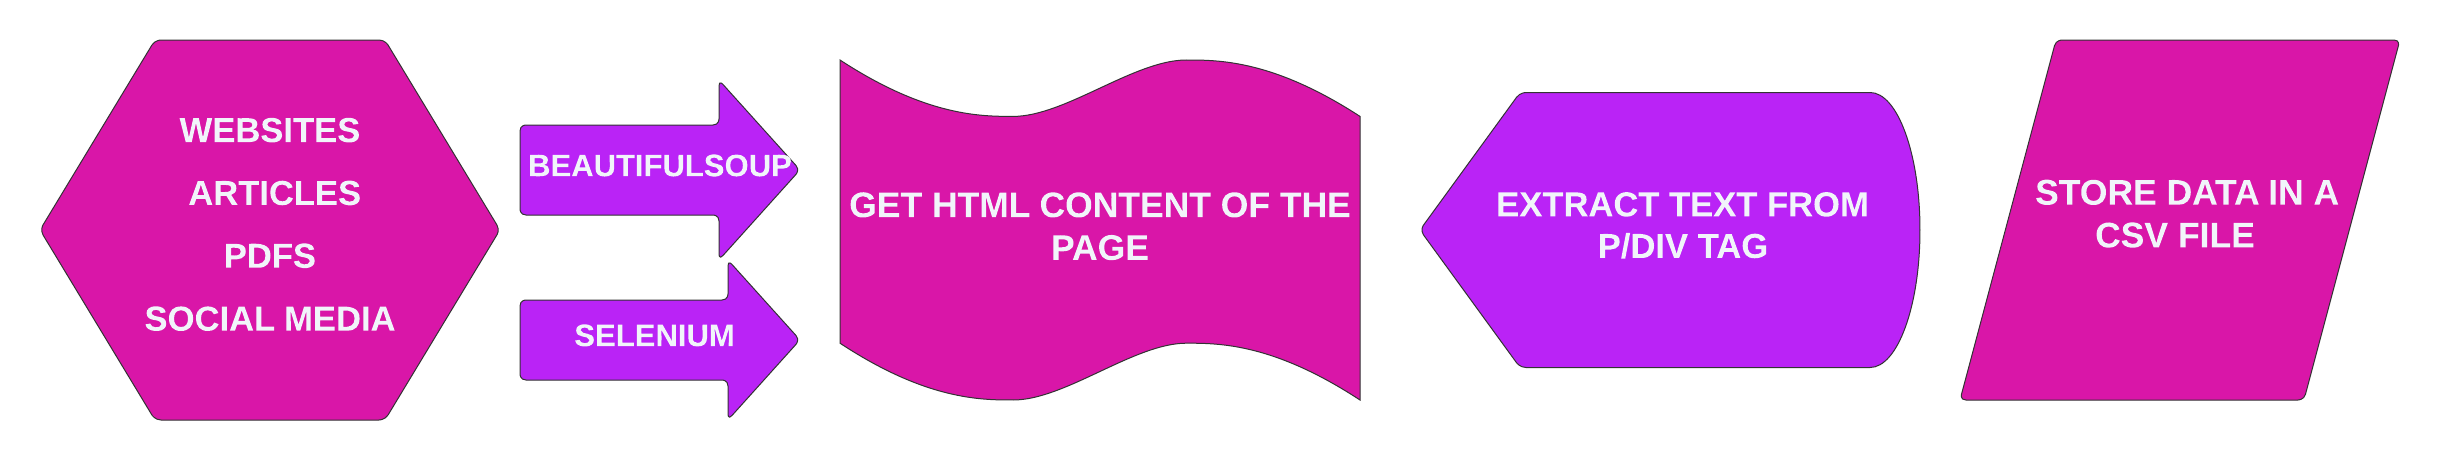 WEBSITES
ARTICLES
PDFS
SOCIAL MEDIA
BEAUTIFULSOUP
SELENIUM
GET HTML CONTENT OF THE
PAGE
EXTRACT TEXT FROM
P/DIV TAG
STORE DATA IN A
CSV FILE